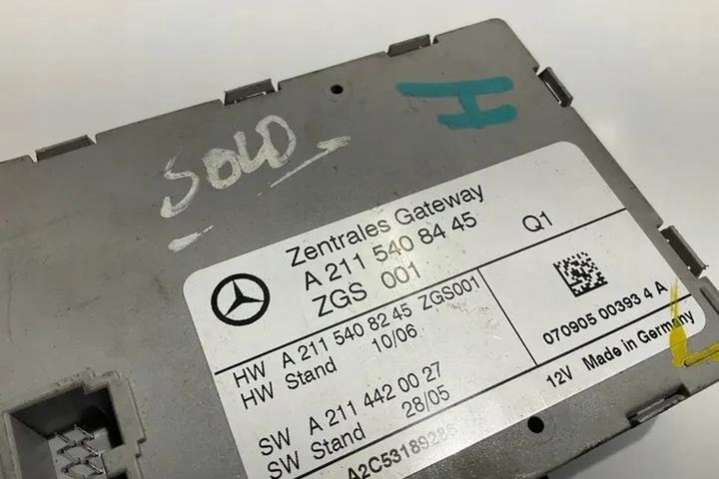 SOLD
H
Zentrales Gateway
A 211 540 84 45 Q1
ZGS 001
HW A 211 540 82 45 ZGS001
HW Stand 10/06
SW A 211 442 00 27
SW Stand 28/05
070905 00393 4 A
12V Made in Germany